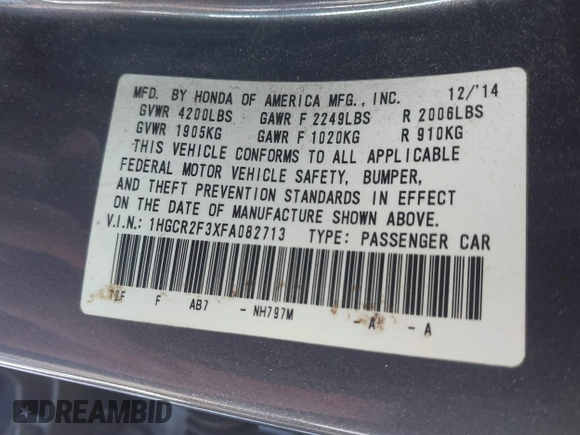 MFD. BY HONDA OF AMERICA MFG., INC. 12/'14
GVWR 4200LBS GAWR F 2249LBS R 2006LBS
GVWR 1905KG GAWR F 1020KG R 910KG
THIS VEHICLE CONFORMS TO ALL APPLICABLE
FEDERAL MOTOR VEHICLE SAFETY, BUMPER,
AND THEFT PREVENTION STANDARDS IN EFFECT
ON THE DATE OF MANUFACTURE SHOWN ABOVE.
V.I.N.: 1HGCR2F3XFA082713 TYPE: PASSENGER CAR
F AB7 - NH797M - A - A
DREAMBID